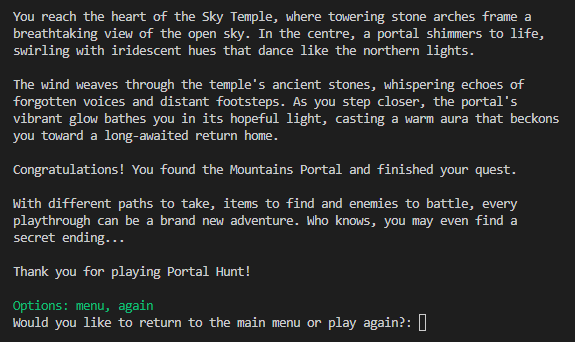 You reach the heart of the Sky Temple, where towering stone arches frame a
breathtaking view of the open sky. In the centre, a portal shimmers to life,
swirling with iridescent hues that dance like the northern lights.
The wind weaves through the temple's ancient stones, whispering echoes of
forgotten voices and distant footsteps. As you step closer, the portal's
vibrant glow bathes you in its hopeful light, casting a warm aura that beckons
you toward a long-awaited return home.
Congratulations! You found the Mountains Portal and finished your quest.
With different paths to take, items to find and enemies to battle, every
playthrough can be a brand new adventure. Who knows, you may even find a
secret ending...
Thank you for playing Portal Hunt!
Options: menu, again
Would you like to return to the main menu or play again?: